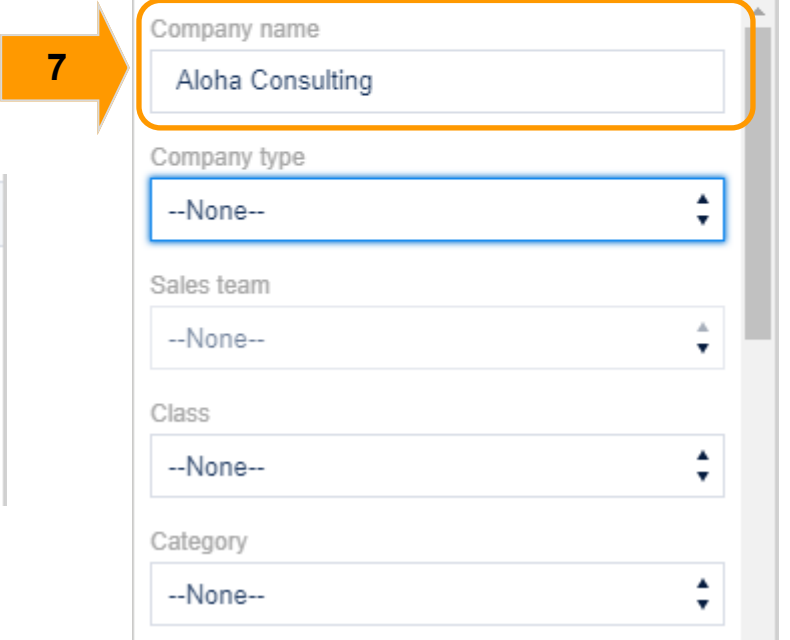 Company name
7
Aloha Consulting
Company type
--None--
Sales team
--None--
Class
--None--
Category
--None--